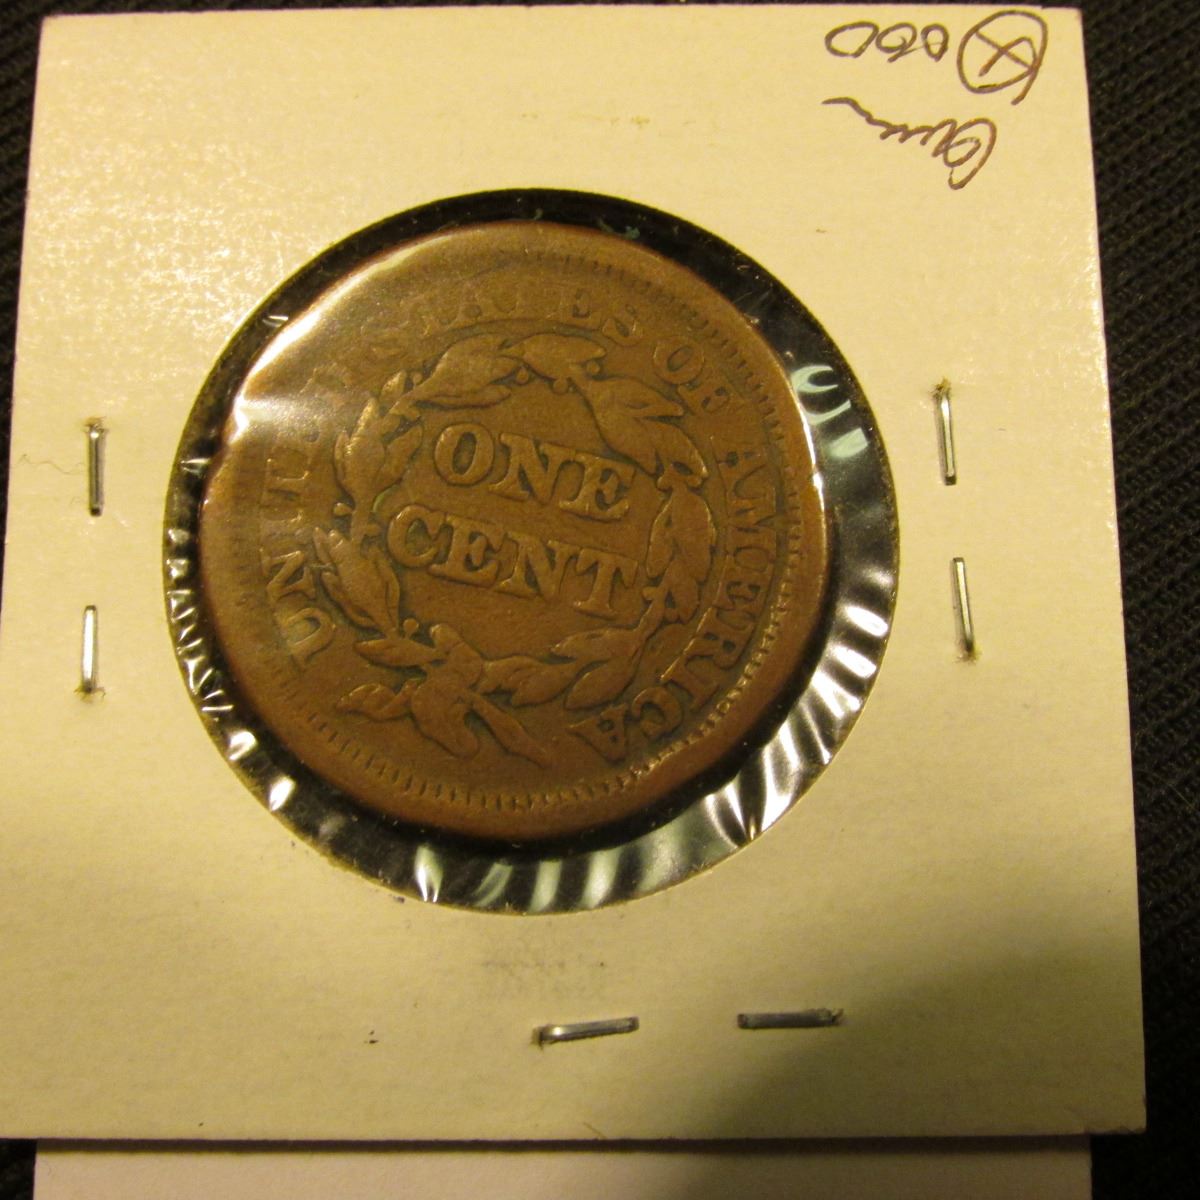 UNITED STATES OF AMERICA
ONE
CENT